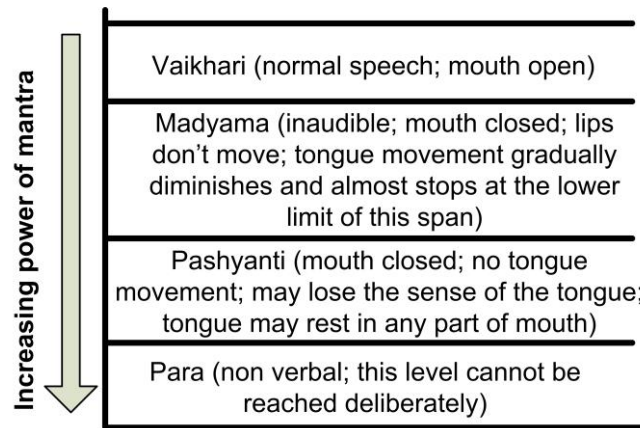 Increasing power of mantra
Vaikhari (normal speech; mouth open)
Madyama (inaudible; mouth closed; lips
don’t move; tongue movement gradually
diminishes and almost stops at the lower
limit of this span)
Pashyanti (mouth closed; no tongue
movement; may lose the sense of the tongue;
tongue may rest in any part of mouth)
Para (non verbal; this level cannot be
reached deliberately)